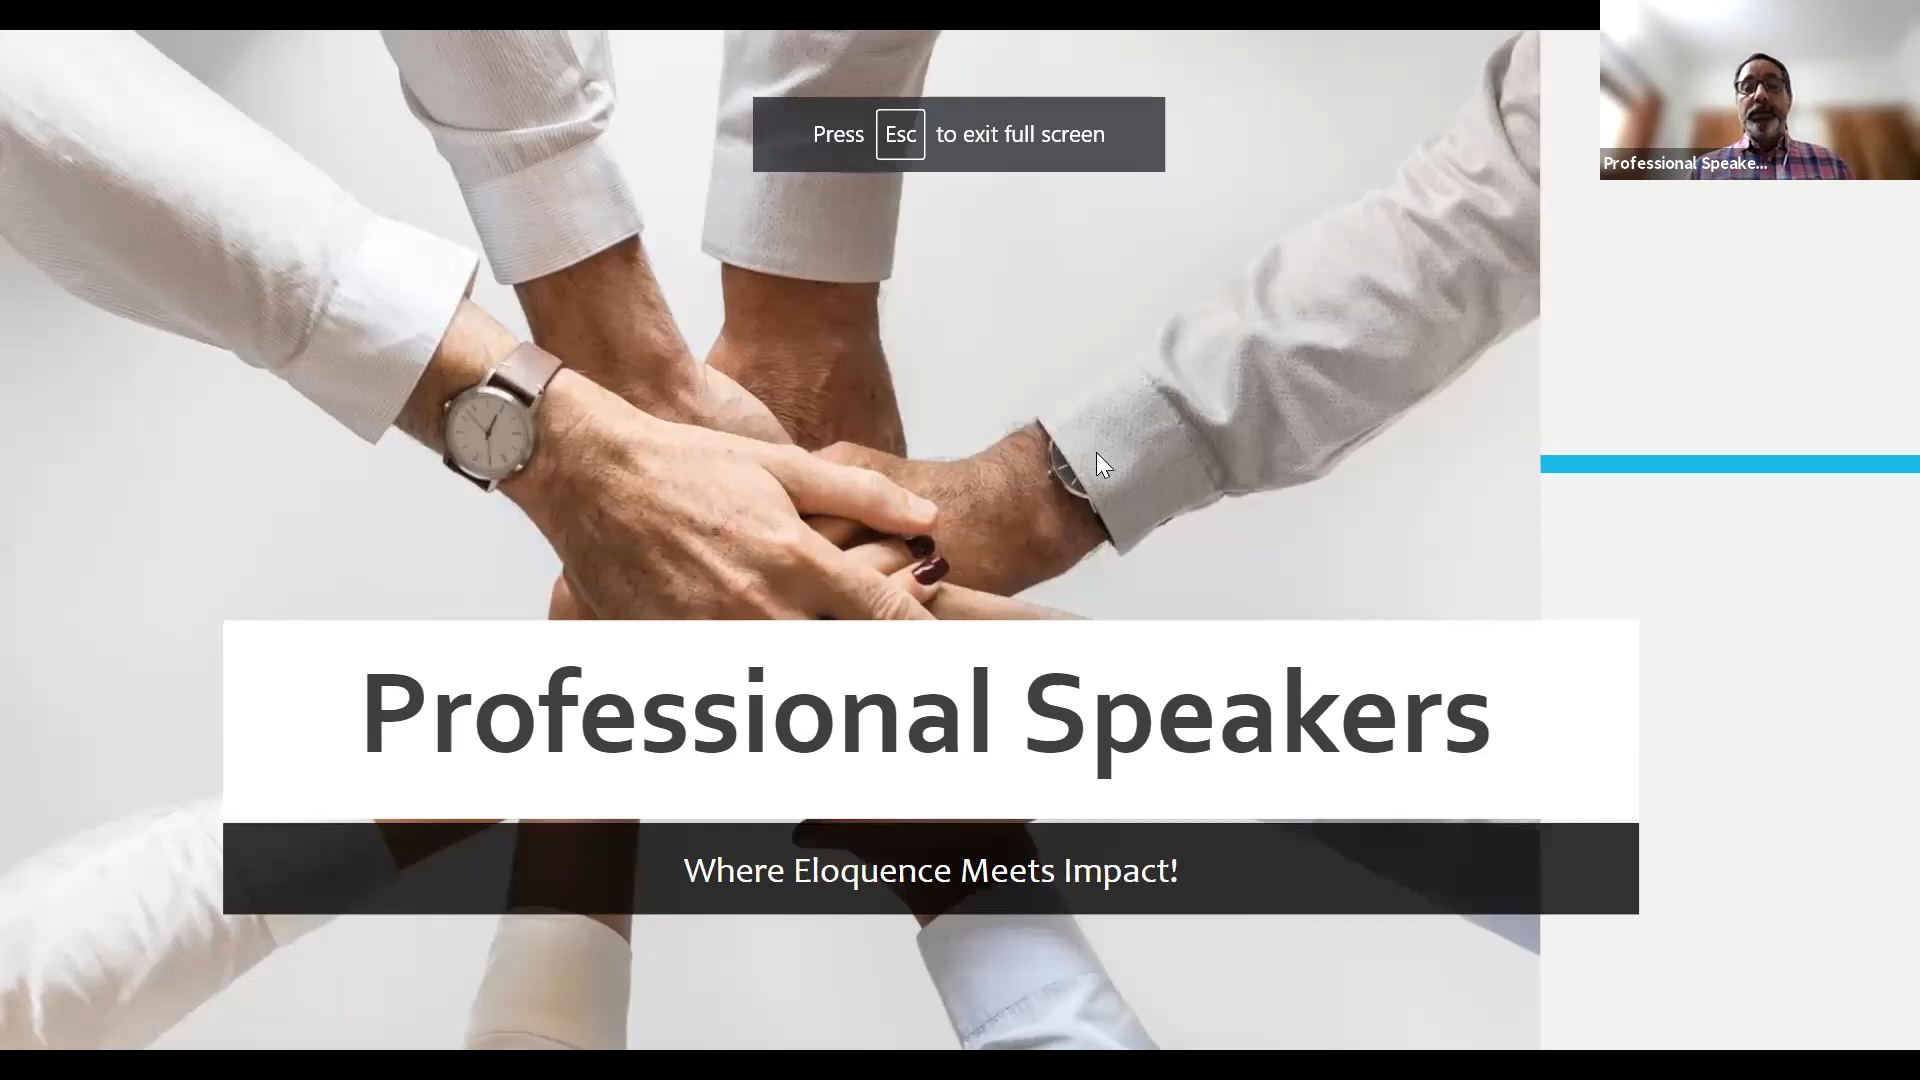 Press Esc to exit full screen
Professional Speake...
Professional Speakers
Where Eloquence Meets Impact!